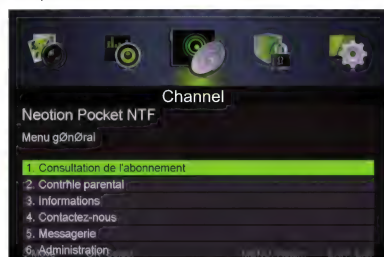 Channel
Neotion Pocket NTF
Menu gØnØral
1. Consultation de l'abonnement
2. Contrhle parental
3. Informations
4. Contactez-nous
5. Messagerie
6. Administration